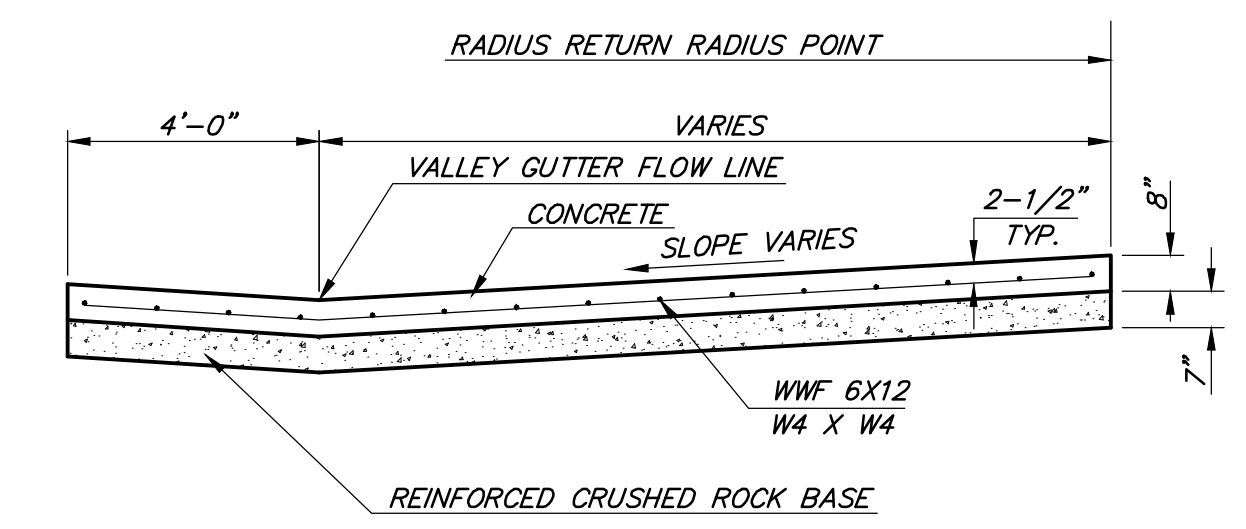 RADIUS RETURN RADIUS POINT
4'-0"
VARIES
VALLEY GUTTER FLOW LINE
CONCRETE
2-1/2"
TYP.
8"
SLOPE VARIES
7"
WWF 6X12
W4 X W4
REINFORCED CRUSHED ROCK BASE